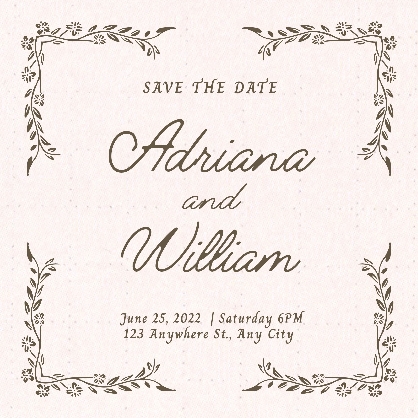 SAVE THE DATE
Adriana
and
William
June 25, 2022 | Saturday 6PM
123 Anywhere St., Any City